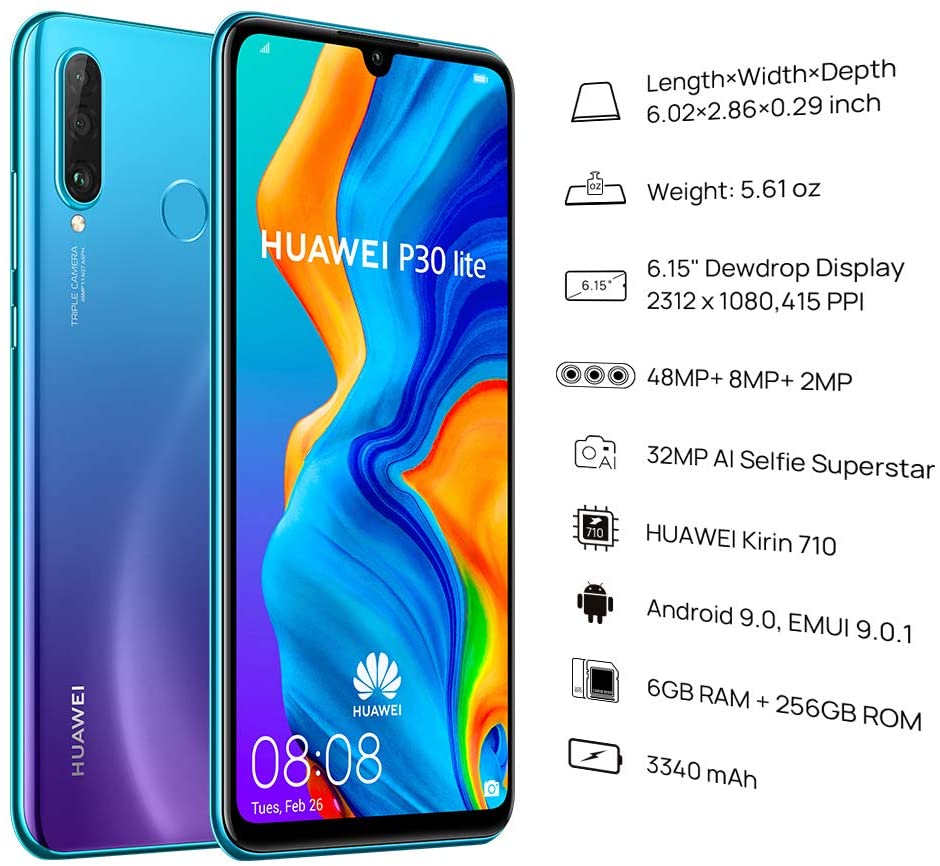 TRIPLE CAMERA
HUAWEI
HUAWEI P30 lite
HUAWEI
08:08
Tues, Feb 26
Length×Width×Depth
6.02×2.86×0.29 inch
OZ
Weight: 5.61 oz
6.15"
6.15" Dewdrop Display
2312 x 1080,415 PPI
48MP+ 8MP+ 2MP
AI
32MP AI Selfie Superstar
710
HUAWEI Kirin 710
Android 9.0, EMUI 9.0.1
6GB RAM + 256GB ROM
3340 mAh